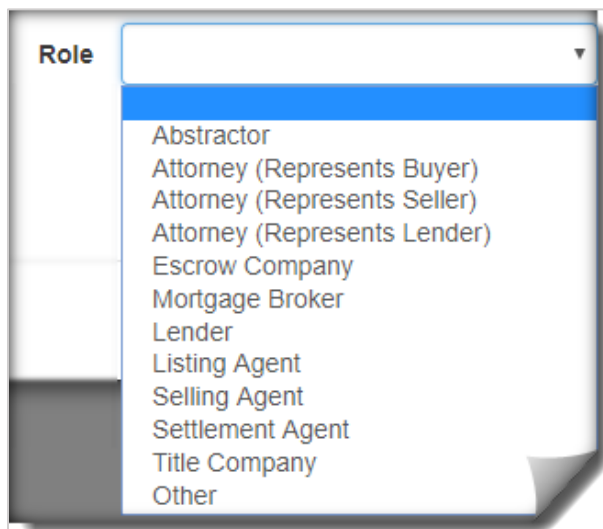 Role
Abstractor
Attorney (Represents Buyer)
Attorney (Represents Seller)
Attorney (Represents Lender)
Escrow Company
Mortgage Broker
Lender
Listing Agent
Selling Agent
Settlement Agent
Title Company
Other